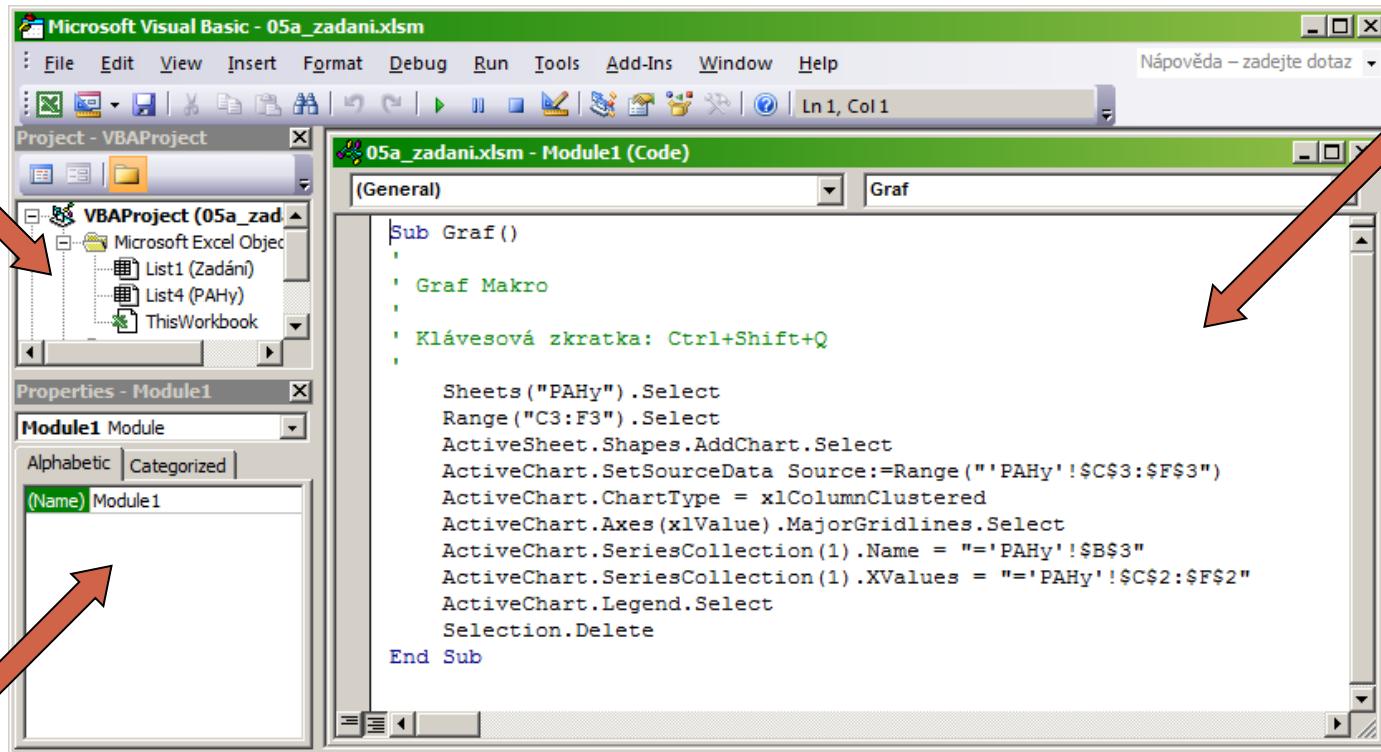 Microsoft Visual Basic - 05a_zadani.xlsm
File Edit View Insert Format Debug Run Tools Add-Ins Window Help Nápověda – zadejte dotaz
Ln 1, Col 1
Project - VBAProject
VBAProject (05a_zad
Microsoft Excel Objec
List1 (Zadání)
List4 (PAHy)
ThisWorkbook
Properties - Module1
Module1 Module
Alphabetic Categorized
(Name) Module1
05a_zadani.xlsm - Module1 (Code)
(General) Graf
Sub Graf()
'
' Graf Makro
'
' Klávesová zkratka: Ctrl+Shift+Q
'
Sheets("PAHy").Select
Range("C3:F3").Select
ActiveSheet.Shapes.AddChart.Select
ActiveChart.SetSourceData Source:=Range("'PAHy'!$C$3:$F$3")
ActiveChart.ChartType = xlColumnClustered
ActiveChart.Axes(xlValue).MajorGridlines.Select
ActiveChart.SeriesCollection(1).Name = "='PAHy'!$B$3"
ActiveChart.SeriesCollection(1).XValues = "='PAHy'!$C$2:$F$2"
ActiveChart.Legend.Select
Selection.Delete
End Sub